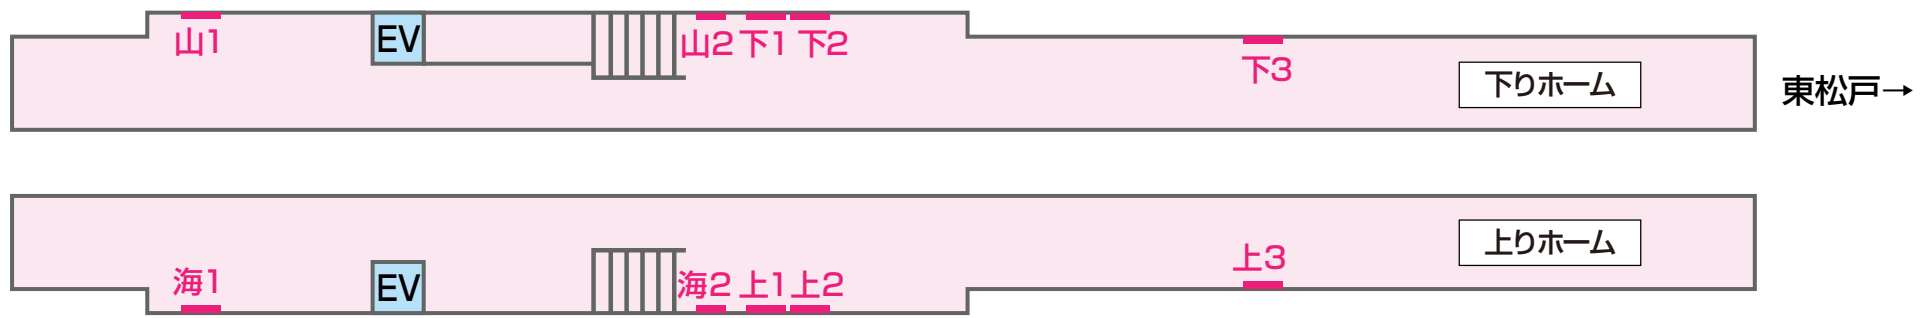 山1
EV
山2 下1 下2
下3
下りホーム
東松戸→
海1
EV
海2 上1 上2
上3
上りホーム